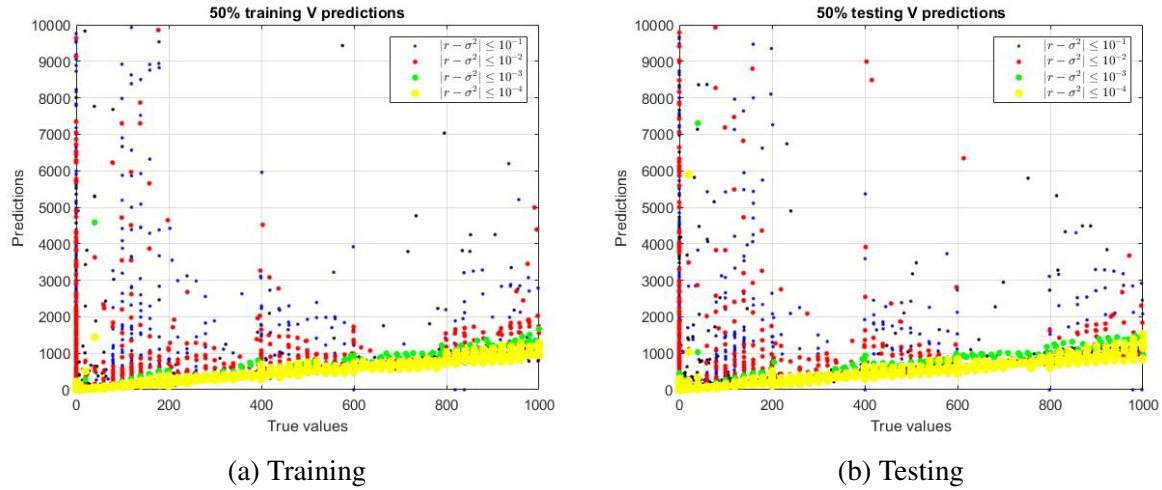 50% training V predictions
10000
9000
8000
7000
6000
5000
4000
3000
2000
1000
0
Predictions
|r − σ²| ≤ 10⁻¹
|r − σ²| ≤ 10⁻²
|r − σ²| ≤ 10⁻³
|r − σ²| ≤ 10⁻⁴
0 200 400 600 800 1000
True values
(a) Training
50% testing V predictions
10000
9000
8000
7000
6000
5000
4000
3000
2000
1000
0
Predictions
|r − σ²| ≤ 10⁻¹
|r − σ²| ≤ 10⁻²
|r − σ²| ≤ 10⁻³
|r − σ²| ≤ 10⁻⁴
0 200 400 600 800 1000
True values
(b) Testing